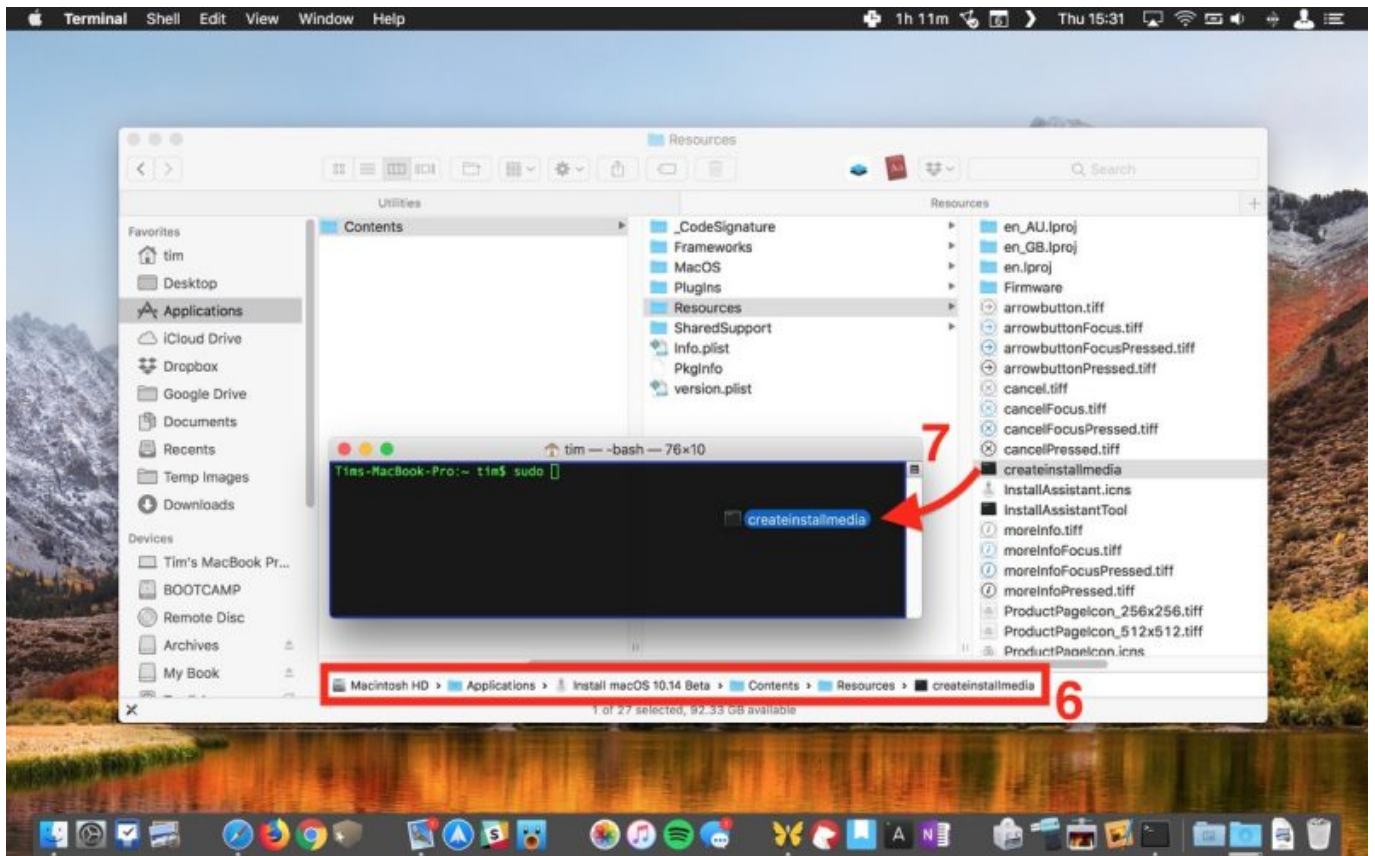 Terminal Shell Edit View Window Help 1h 11m 6 Thu 15:31
Resources
Search
Utilities Resources
Favorites
tim
Desktop
Applications
iCloud Drive
Dropbox
Google Drive
Documents
Recents
Temp Images
Downloads
Devices
Tim's MacBook Pr...
BOOTCAMP
Remote Disc
Archives
My Book
Contents
_CodeSignature
Frameworks
MacOS
PlugIns
Resources
SharedSupport
Info.plist
PkgInfo
version.plist
en_AU.lproj
en_GB.lproj
en.lproj
Firmware
arrowbutton.tiff
arrowbuttonFocus.tiff
arrowbuttonFocusPressed.tiff
arrowbuttonPressed.tiff
cancel.tiff
cancelFocus.tiff
cancelFocusPressed.tiff
cancelPressed.tiff
createinstallmedia
InstallAssistant.icns
InstallAssistantTool
moreInfo.tiff
moreInfoFocus.tiff
moreInfoFocusPressed.tiff
moreInfoPressed.tiff
ProductPageIcon_256x256.tiff
ProductPageIcon_512x512.tiff
ProductPageIcon.icns
tim — -bash — 76×10
Tims-MacBook-Pro:~ tim$ sudo
createinstallmedia
7
Macintosh HD › Applications › Install macOS 10.14 Beta › Contents › Resources › createinstallmedia
6
1 of 27 selected, 92.33 GB available